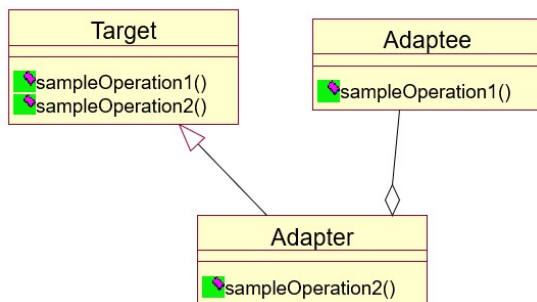 Target
sampleOperation1()
sampleOperation2()
Adaptee
sampleOperation1()
Adapter
sampleOperation2()